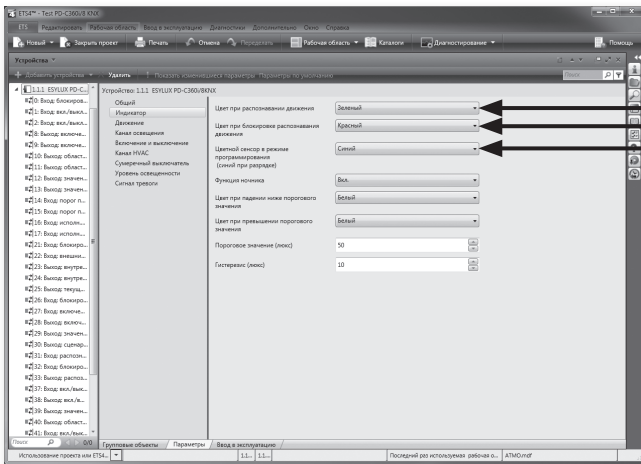 ETS4™ - Test PD-C360i/8 KNX
ETS Редактировать Рабочая область Ввод в эксплуатацию Диагностики Дополнительно Окно Справка
Новый Закрыть проект Печать Отмена Переделать Рабочая область Каталоги Диагностирование Помощь
Устройства
Добавить устройства Удалить Показать изменившиеся параметры Параметры по умолчанию Поиск
1.1.1 ESYLUX PD-C...
0: Вход: блокиров...
1: Вход: вкл./выкл...
2: Вход: вкл./выкл...
8: Выход: включе...
9: Выход: включе...
10: Выход: област...
11: Выход: област...
12: Выход: значен...
13: Выход: значен...
14: Вход: порог п...
15: Вход: порог п...
16: Вход: исполн...
17: Вход: исполн...
21: Вход: блокиро...
22: Вход: внешни...
23: Выход: внутре...
24: Выход: внутре...
25: Выход: текущ...
26: Вход: блокиро...
27: Вход: включе...
28: Выход: включ...
29: Выход: значен...
30: Выход: сценар...
31: Вход: распозн...
32: Вход: блокиро...
33: Выход: распоз...
37: Вход: вкл./вык...
38: Выход: вкл./в...
39: Выход: значен...
40: Выход: област...
41: Вход: вкл./вык...
Поиск 0/0
Устройство: 1.1.1 ESYLUX PD-C360i/8KNX
Общий
Индикатор
Движение
Канал освещения
Включение и выключение
Канал HVAC
Сумеречный выключатель
Уровень освещенности
Сигнал тревоги
Цвет при распознавании движения Зеленый
Цвет при блокировке распознавания движения Красный
Цветной сенсор в режиме программирования
(синий при разрядке) Синий
Функция ночника Вкл.
Цвет при падении ниже порогового значения Белый
Цвет при превышении порогового значения Белый
Пороговое значение (люкс) 50
Гистерезис (люкс) 10
Групповые объекты Параметры Ввод в эксплуатацию
Использование проекта или ETS4... 1.1... 1.1... Последний раз используемая рабочая о... ATMO.mdf